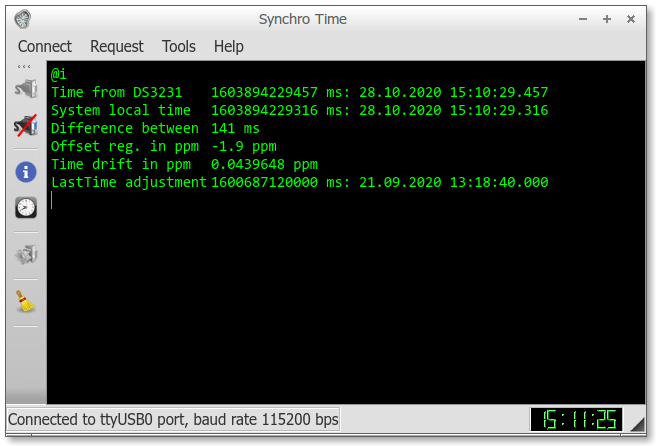 Synchro Time
Connect Request Tools Help
@i
Time from DS3231 1603894229457 ms: 28.10.2020 15:10:29.457
System local time 1603894229316 ms: 28.10.2020 15:10:29.316
Difference between 141 ms
Offset reg. in ppm -1.9 ppm
Time drift in ppm 0.0439648 ppm
LastTime adjustment 1600687120000 ms: 21.09.2020 13:18:40.000
Connected to ttyUSB0 port, baud rate 115200 bps
15:11:25